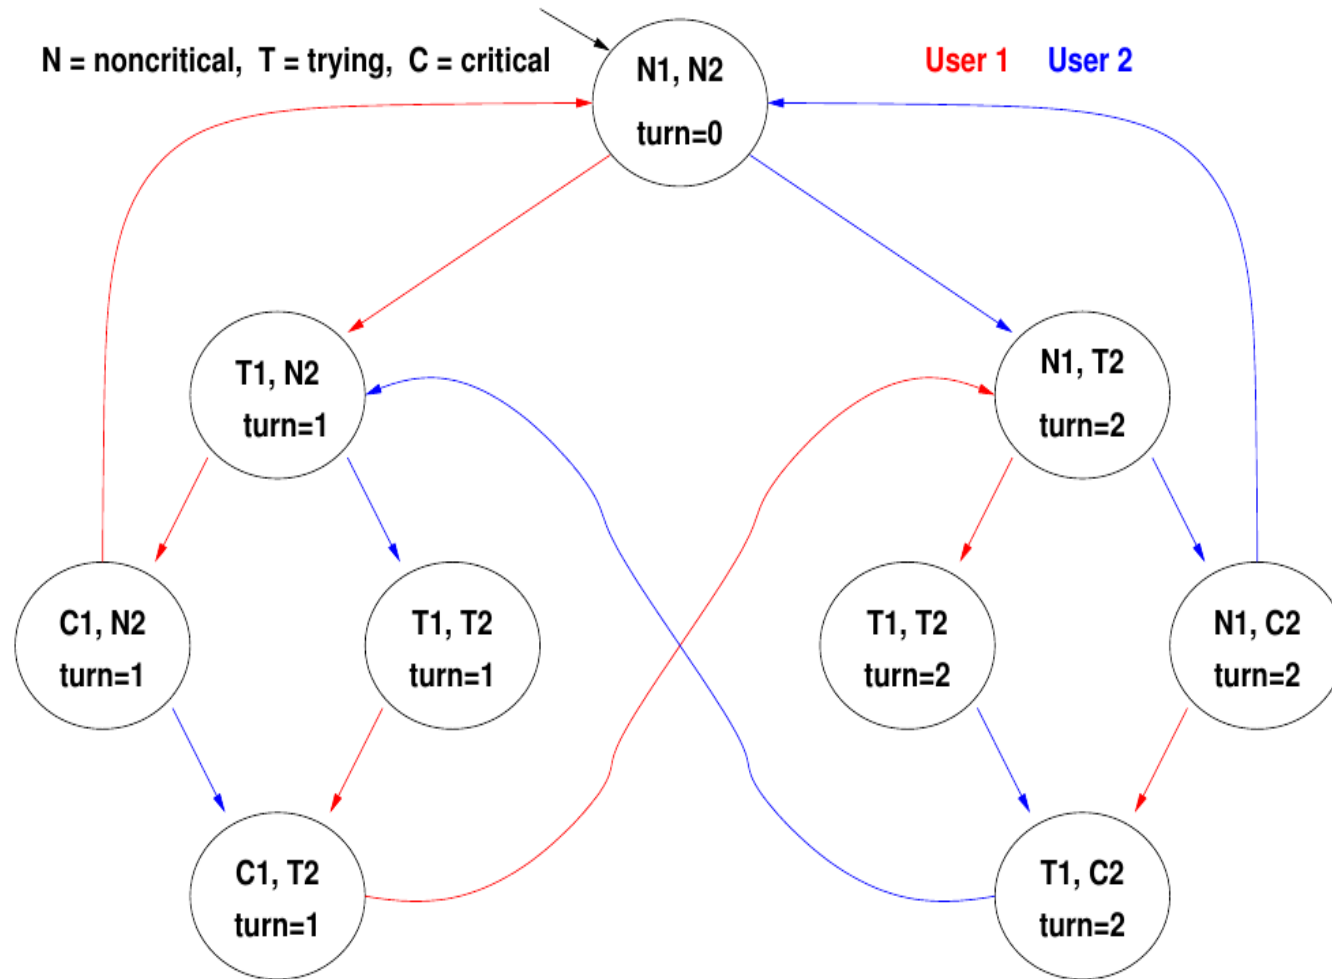 N = noncritical, T = trying, C = critical
User 1 User 2
N1, N2
turn=0
T1, N2
turn=1
N1, T2
turn=2
C1, N2
turn=1
T1, T2
turn=1
T1, T2
turn=2
N1, C2
turn=2
C1, T2
turn=1
T1, C2
turn=2